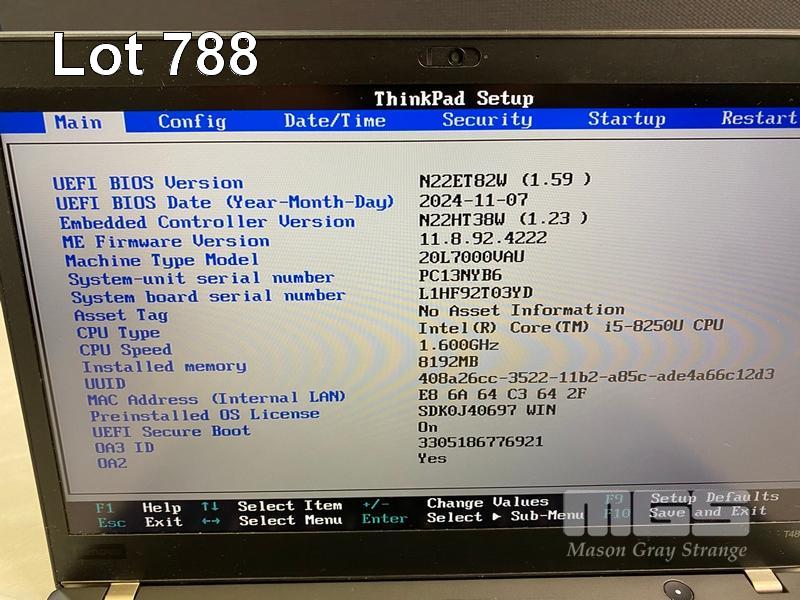 Lot 788
ThinkPad Setup
Main Config Date/Time Security Startup Restart
UEFI BIOS Version N22ET82W (1.59 )
UEFI BIOS Date (Year-Month-Day) 2024-11-07
Embedded Controller Version N22HT38W (1.23 )
ME Firmware Version 11.8.92.4222
Machine Type Model 20L7000VAU
System-unit serial number PC13NYB6
System board serial number L1HF92T03YD
Asset Tag No Asset Information
CPU Type Intel(R) Core(TM) i5-8250U CPU
CPU Speed 1.600GHz
Installed memory 8192MB
UUID 408a26cc-3522-11b2-a85c-ade4a66c12d3
MAC Address (Internal LAN) E8 6A 64 C3 64 2F
Preinstalled OS License SDK0J40697 WIN
UEFI Secure Boot On
OA3 ID 3305186776921
OA2 Yes
F1 Help ↑↓ Select Item +/- Change Values F9 Setup Defaults
Esc Exit ↔ Select Menu Enter Select ▶ Sub-Menu F10 Save and Exit
MGS
Mason Gray Strange